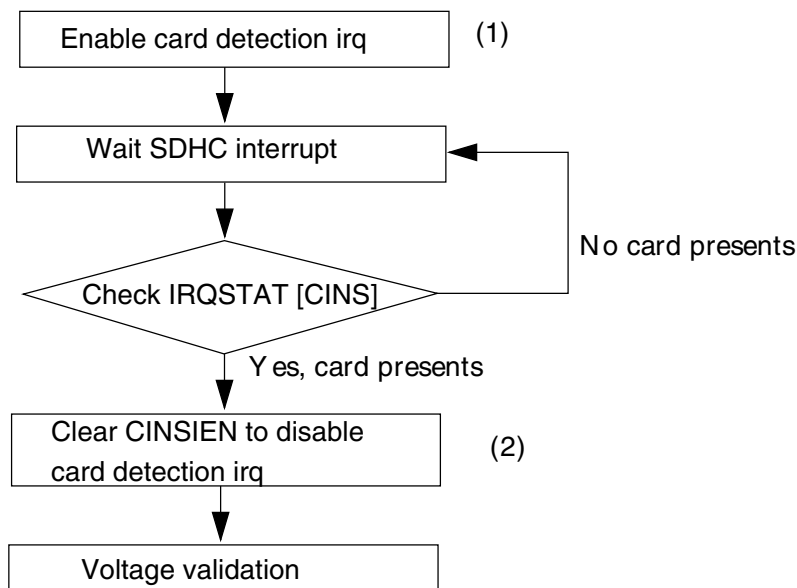 Enable card detection irq
(1)
Wait SDHC interrupt
No card presents
Check IRQSTAT [CINS]
Yes, card presents
Clear CINSIEN to disable
card detection irq
(2)
Voltage validation